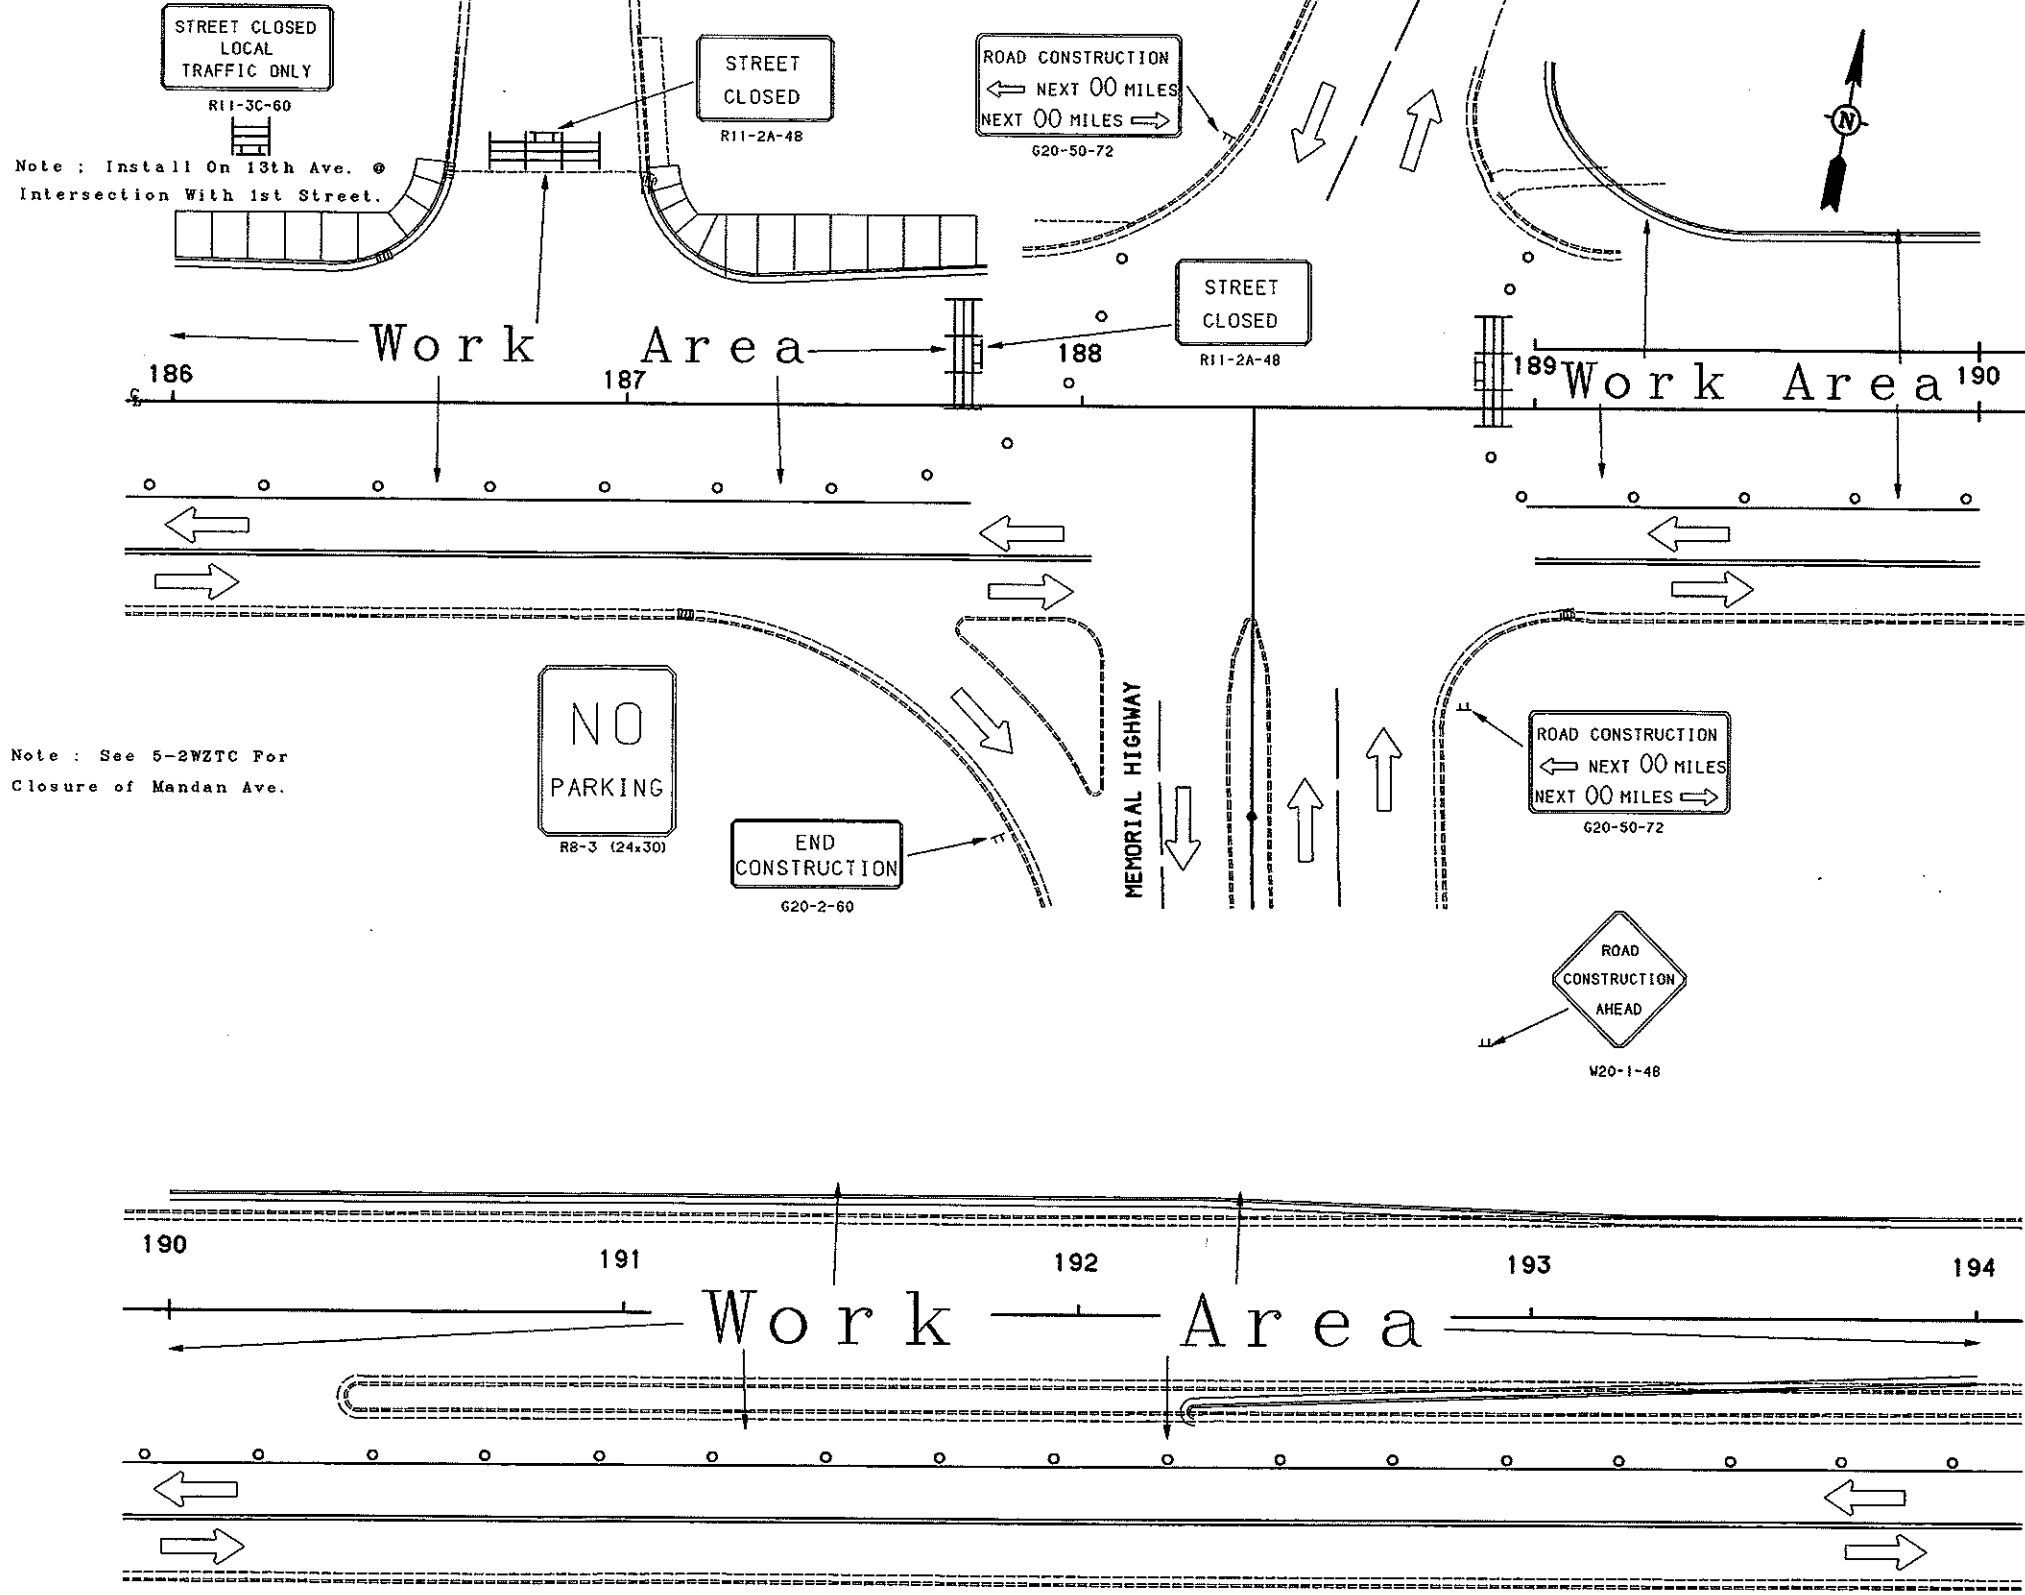 STREET CLOSED
LOCAL
TRAFFIC ONLY
R11-3C-60
Note ; Install On 13th Ave. @
Intersection With 1st Street.
STREET
CLOSED
R11-2A-48
ROAD CONSTRUCTION
NEXT 00 MILES
NEXT 00 MILES
G20-50-72
N
STREET
CLOSED
R11-2A-48
Work Area
Work Area
186
187
188
189
190
NO
PARKING
R8-3 (24x30)
Note : See 5-2WZTC For
Closure of Mandan Ave.
END
CONSTRUCTION
G20-2-60
MEMORIAL HIGHWAY
ROAD CONSTRUCTION
NEXT 00 MILES
NEXT 00 MILES
G20-50-72
ROAD
CONSTRUCTION
AHEAD
W20-1-48
190
191
192
193
194
Work Area